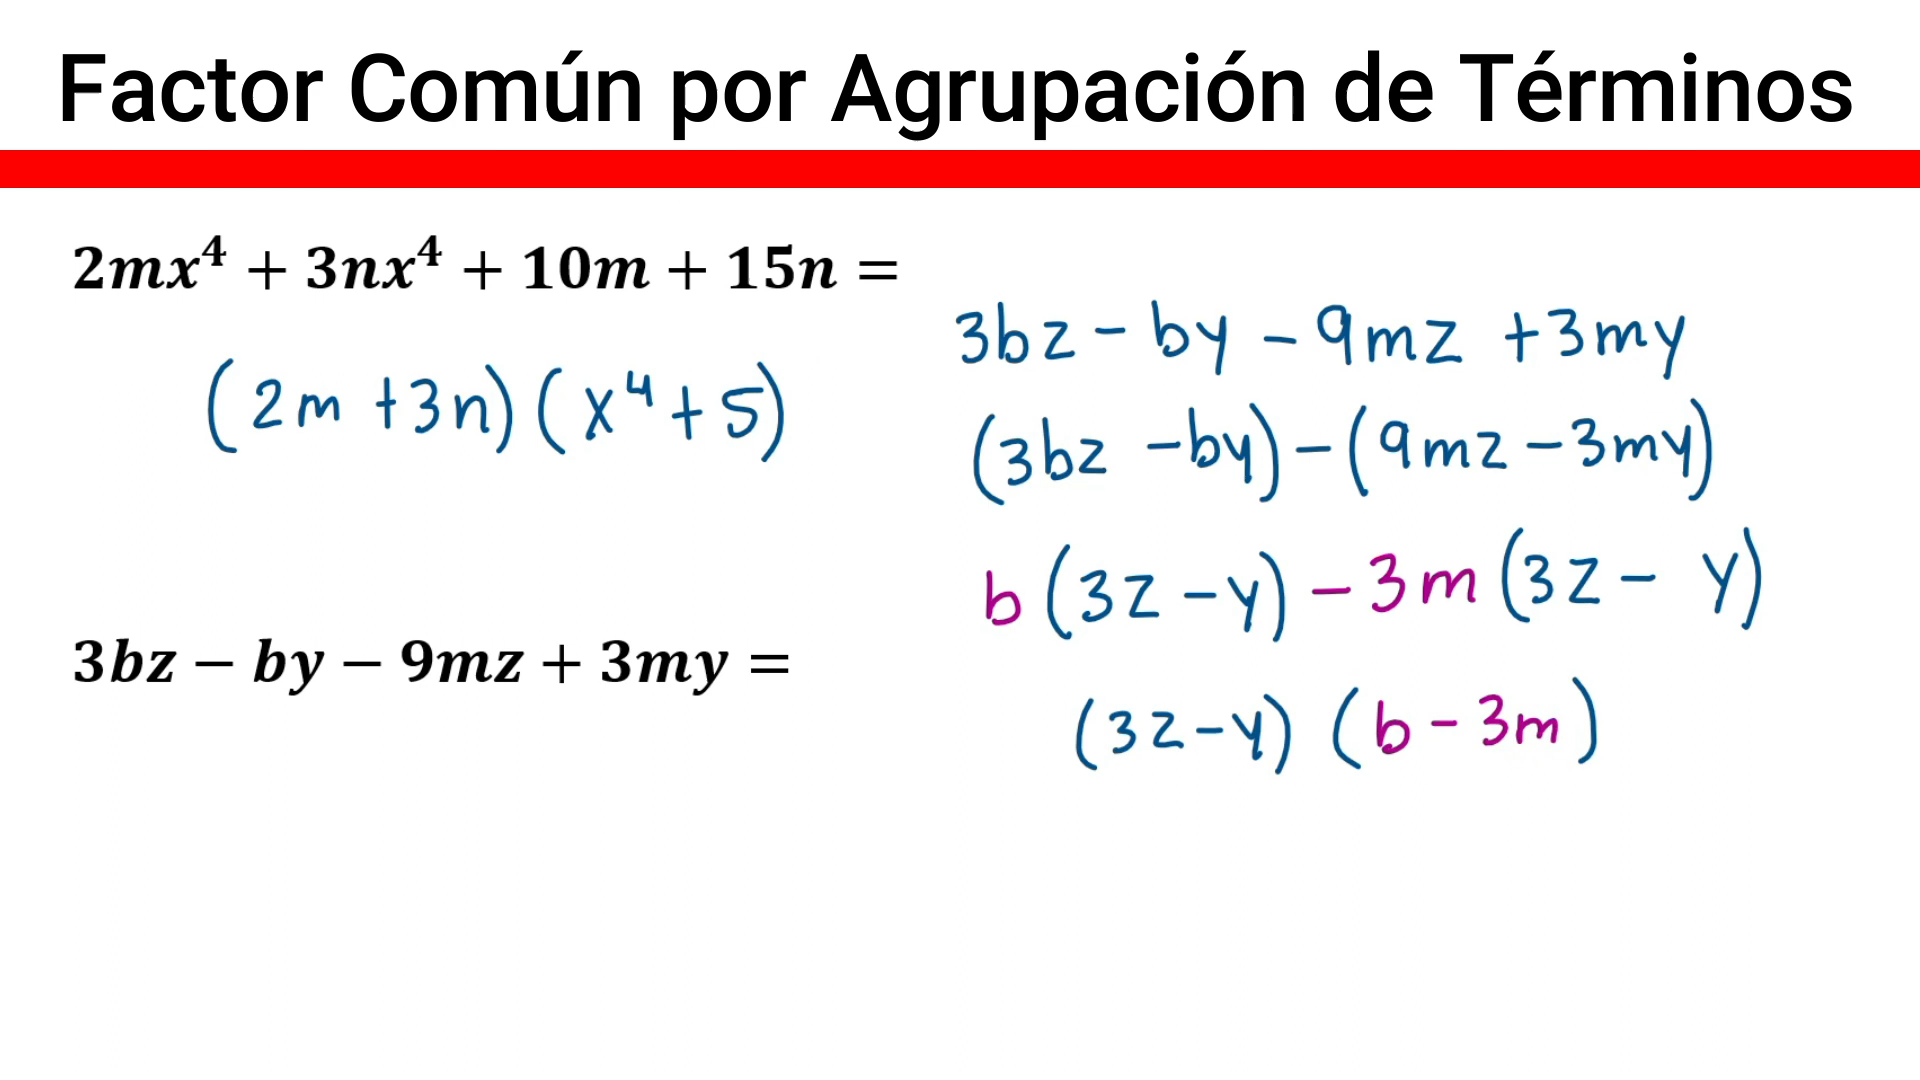 Factor Común por Agrupación de Términos
2mx⁴ + 3nx⁴ + 10m + 15n =
(2m + 3n)(x⁴ + 5)
3bz − by − 9mz + 3my =
3bz − by − 9mz + 3my
(3bz − by) − (9mz − 3my)
b(3z − y) − 3m(3z − y)
(3z − y)(b − 3m)